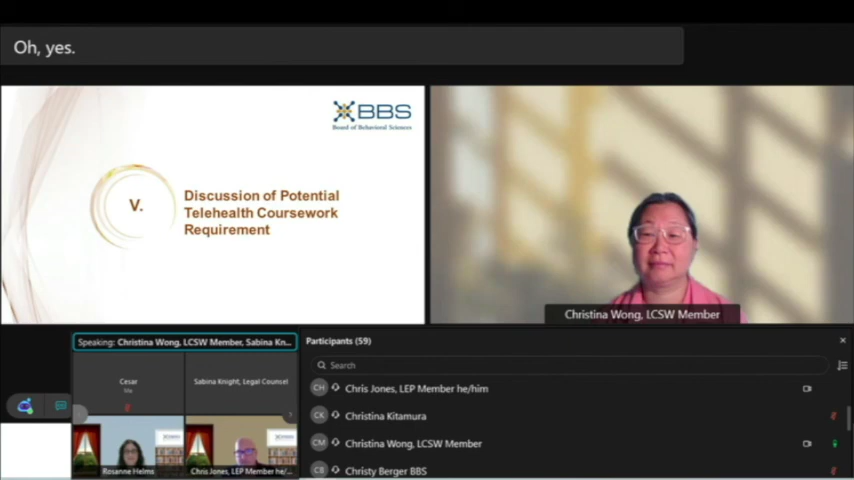 Oh, yes.
BBS
Board of Behavioral Sciences
V.
Discussion of Potential
Telehealth Coursework
Requirement
Christina Wong, LCSW Member
Speaking: Christina Wong, LCSW Member, Sabina Kn...
Cesar
Sabina Knight, Legal Counsel
Rosanne Helms
Chris Jones, LEP Member he/...
Participants (59)
Search
CH Chris Jones, LEP Member he/him
CK Christina Kitamura
CM Christina Wong, LCSW Member
CB Christy Berger BBS